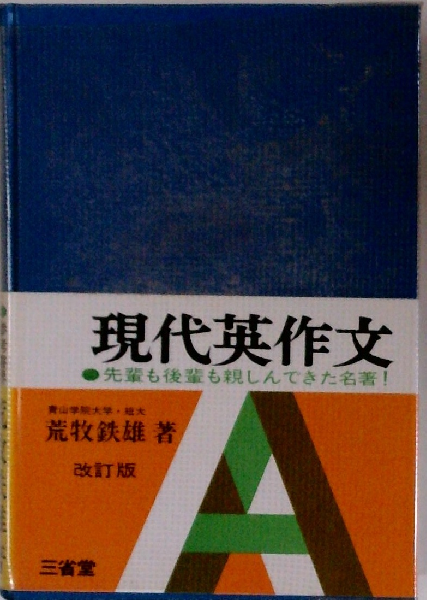 現代英作文
●先輩も後輩も親しんできた名著!
青山学院大学・短大
荒牧鉄雄 著
改訂版
A
三省堂